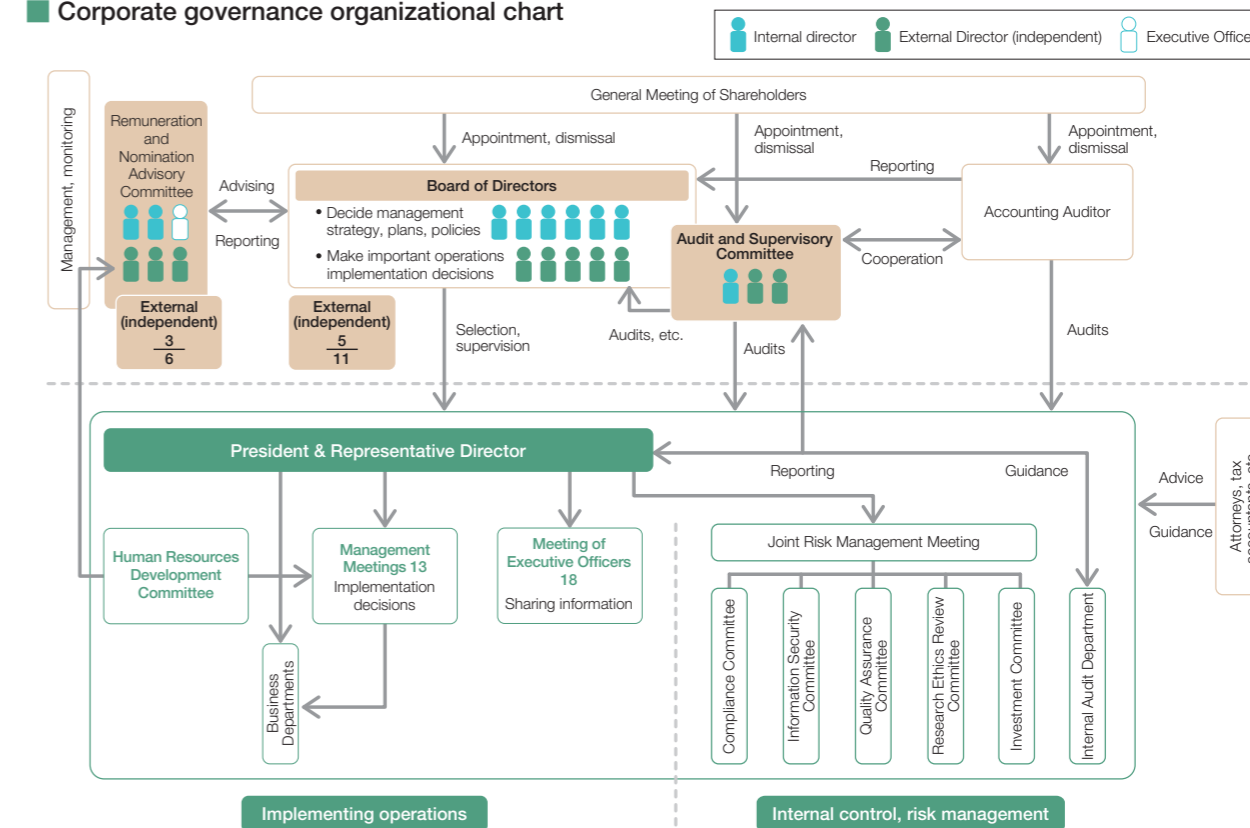 Corporate governance organizational chart
Internal director
External Director (independent)
Executive Office
Management, monitoring
Remuneration
and
Nomination
Advisory
Committee
External
(independent)
3
6
General Meeting of Shareholders
Appointment, dismissal
Appointment,
dismissal
Appointment,
dismissal
Advising
Reporting
Board of Directors
• Decide management
strategy, plans, policies
• Make important operations
implementation decisions
External
(independent)
5
11
Reporting
Accounting Auditor
Audit and Supervisory
Committee
Cooperation
Selection,
supervision
Audits, etc.
Audits
Audits
President & Representative Director
Reporting
Guidance
Advice
Guidance
Attorneys, tax
Human Resources
Development
Committee
Management
Meetings 13
Implementation
decisions
Meeting of
Executive Officers
18
Sharing information
Business
Departments
Joint Risk Management Meeting
Compliance Committee
Information Security
Committee
Quality Assurance
Committee
Research Ethics Review
Committee
Investment Committee
Internal Audit Department
Implementing operations
Internal control, risk management